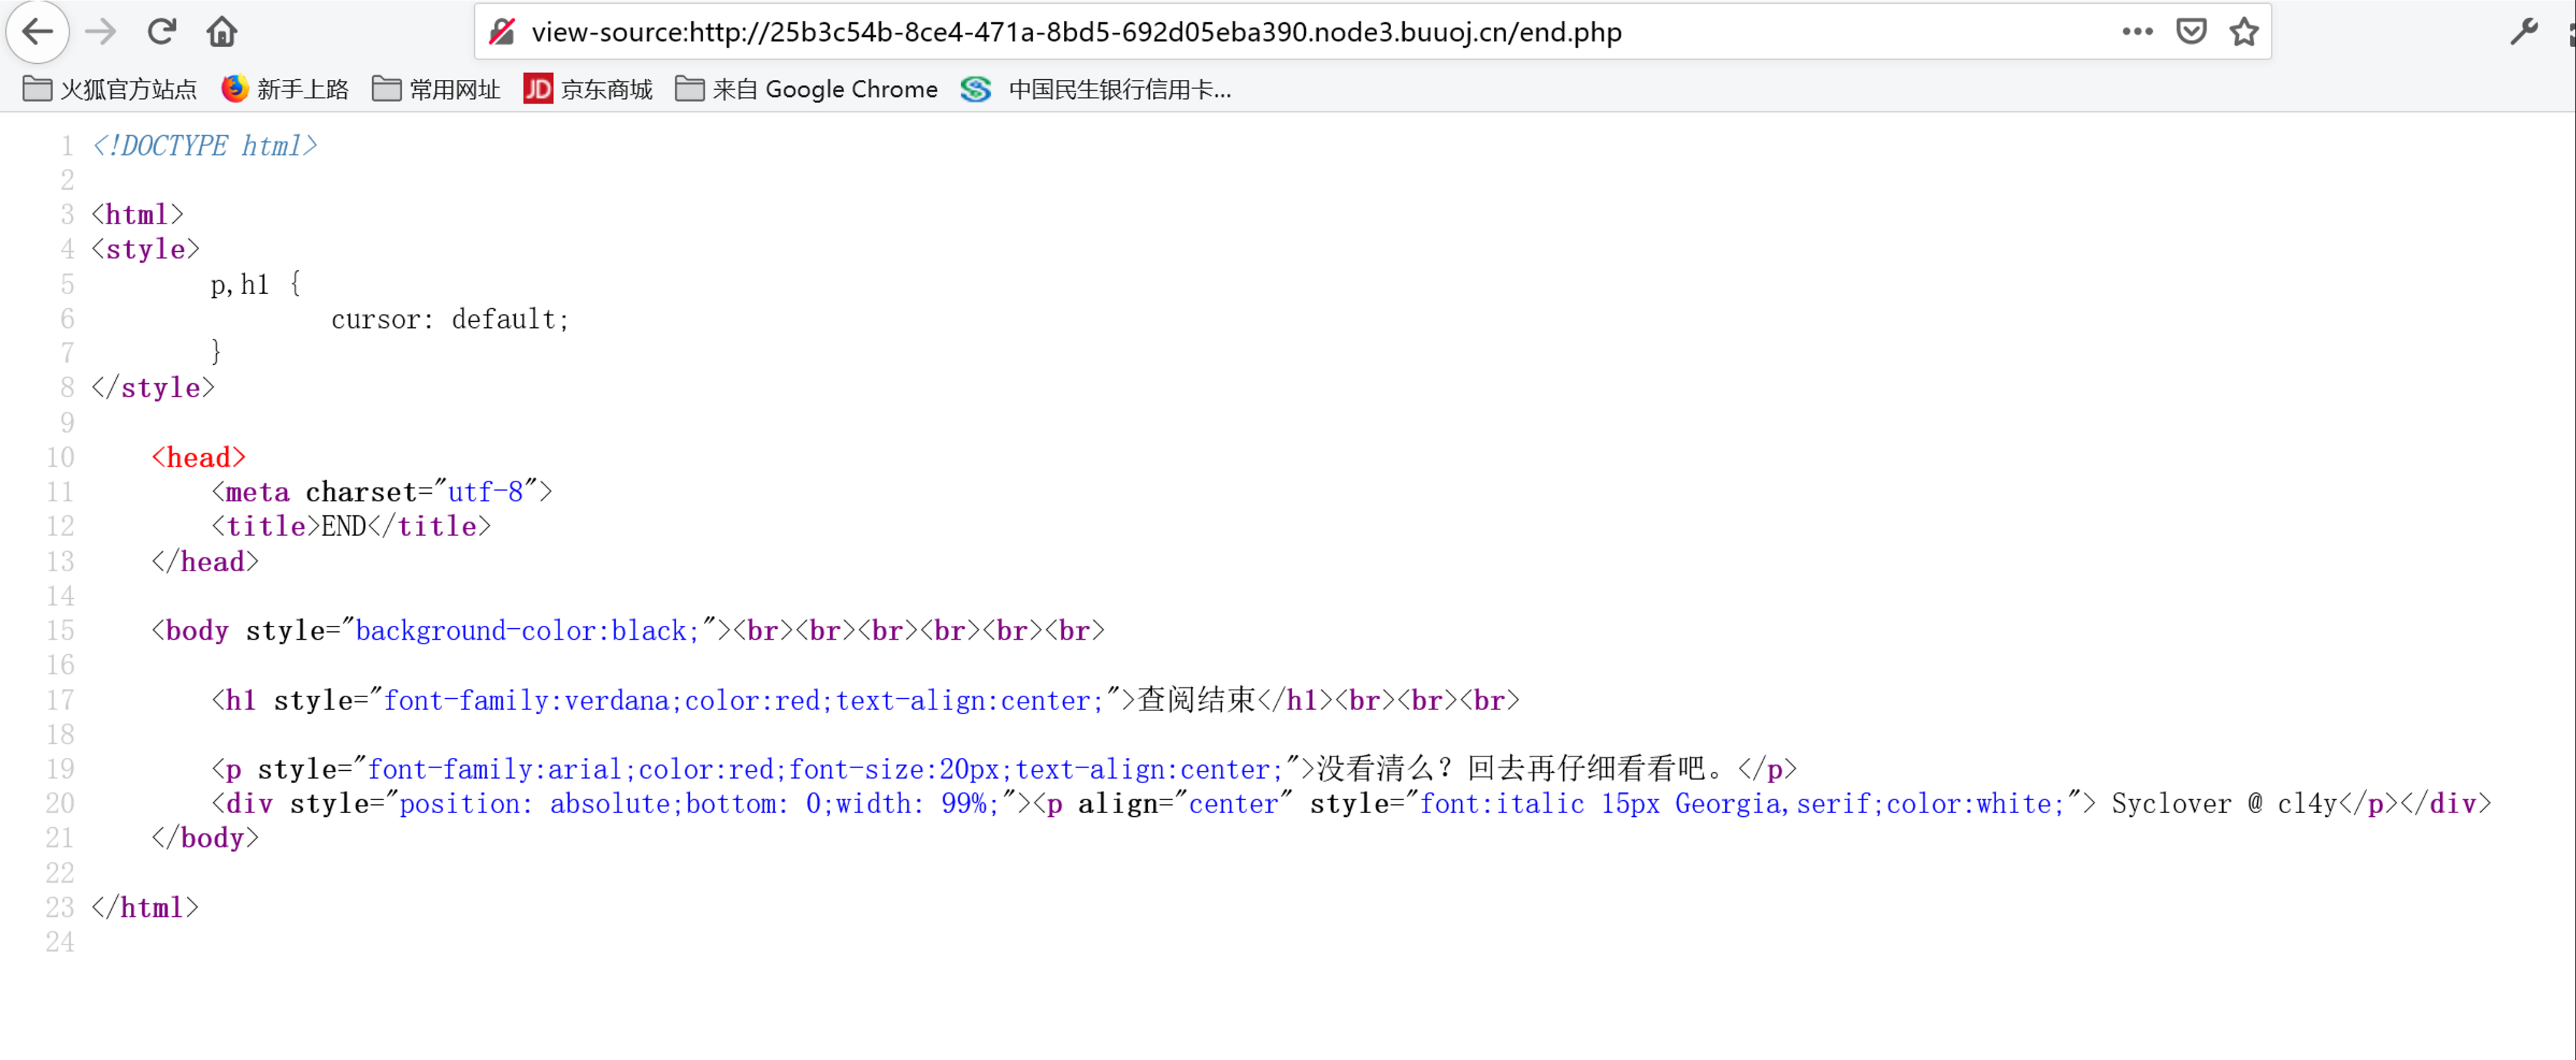 view-source:http://25b3c54b-8ce4-471a-8bd5-692d05eba390.node3.buuoj.cn/end.php
火狐官方站点 新手上路 常用网址 JD 京东商城 来自 Google Chrome 中国民生银行信用卡...
1 <!DOCTYPE html>
2
3 <html>
4 <style>
5 p,h1 {
6 cursor: default;
7 }
8 </style>
9
10 <head>
11 <meta charset="utf-8">
12 <title>END</title>
13 </head>
14
15 <body style="background-color:black;"><br><br><br><br><br><br>
16
17 <h1 style="font-family:verdana;color:red;text-align:center;">查阅结束</h1><br><br><br>
18
19 <p style="font-family:arial;color:red;font-size:20px;text-align:center;">没看清么？回去再仔细看看吧。</p>
20 <div style="position: absolute;bottom: 0;width: 99%;"><p align="center" style="font:italic 15px Georgia,serif;color:white;"> Syclover @ cl4y</p></div>
21 </body>
22
23 </html>
24